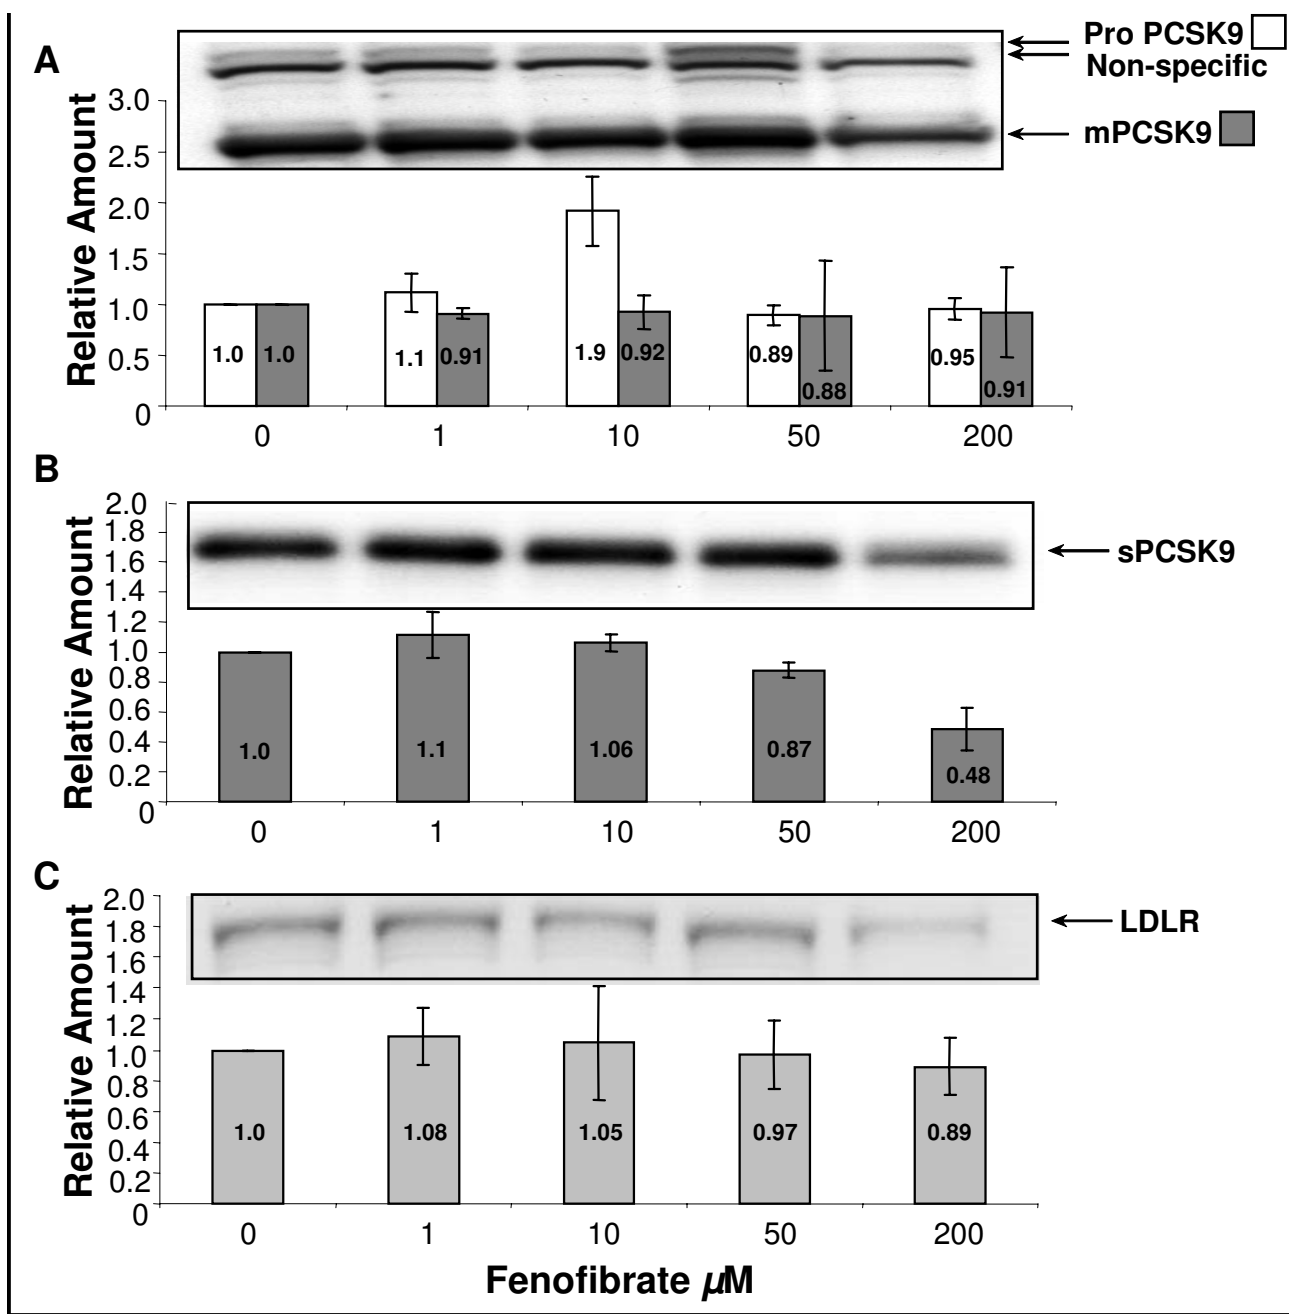 A
Pro PCSK9
Non-specific
mPCSK9
Relative Amount
3.0
2.5
2.0
1.5
1.0
0.5
0
1.0 1.0 1.1 0.91 1.9 0.92 0.89 0.88 0.95 0.91
0 1 10 50 200
B
sPCSK9
Relative Amount
2.0
1.8
1.6
1.4
1.2
1.0
0.8
0.6
0.4
0.2
0
1.0 1.1 1.06 0.87 0.48
0 1 10 50 200
C
LDLR
Relative Amount
2.0
1.8
1.6
1.4
1.2
1.0
0.8
0.6
0.4
0.2
0
1.0 1.08 1.05 0.97 0.89
0 1 10 50 200
Fenofibrate µM